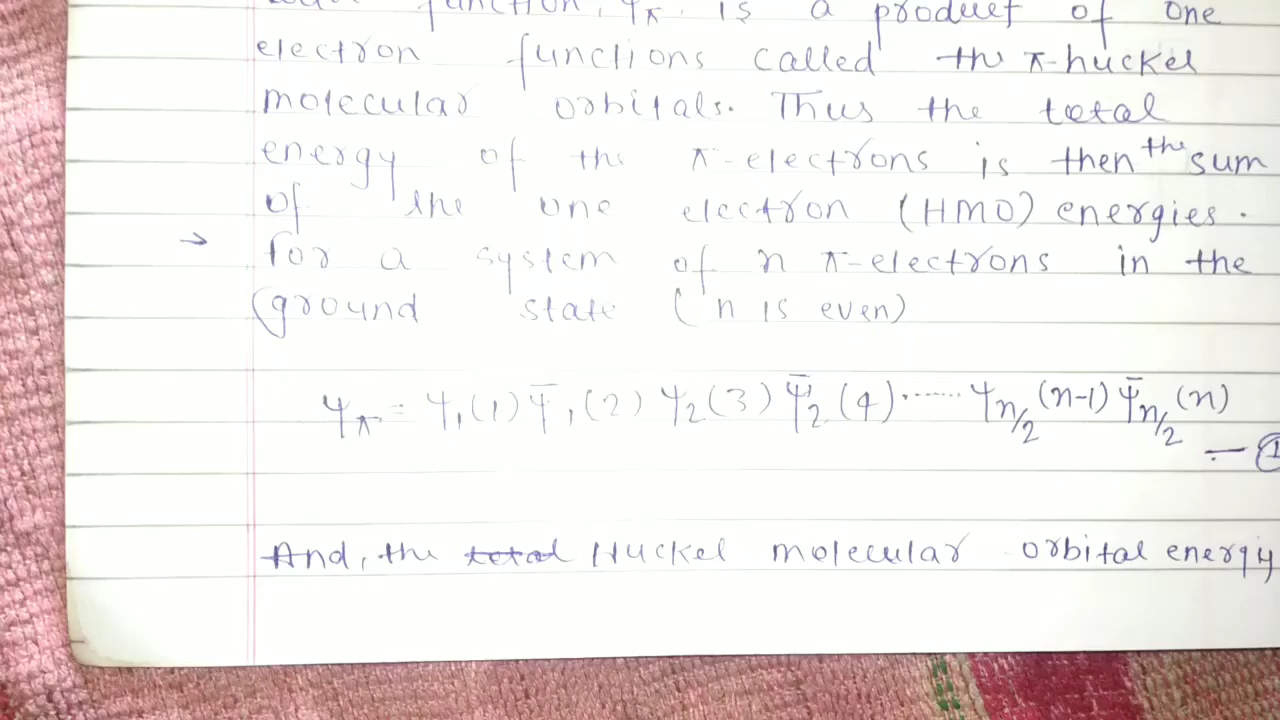 function, ψπ. is a product of one
electron functions called the π-huckel
molecular orbitals. Thus the total
energy of the π-electrons is then the sum
of the one electron (HMO) energies.
→ for a system of n π-electrons in the
ground state (n is even)
ψπ = ψ1(1) ψ̄1(2) ψ2(3) ψ̄2(4) ...... ψn/2(n-1) ψ̄n/2(n)
— ①
And, the total Huckel molecular orbital energy